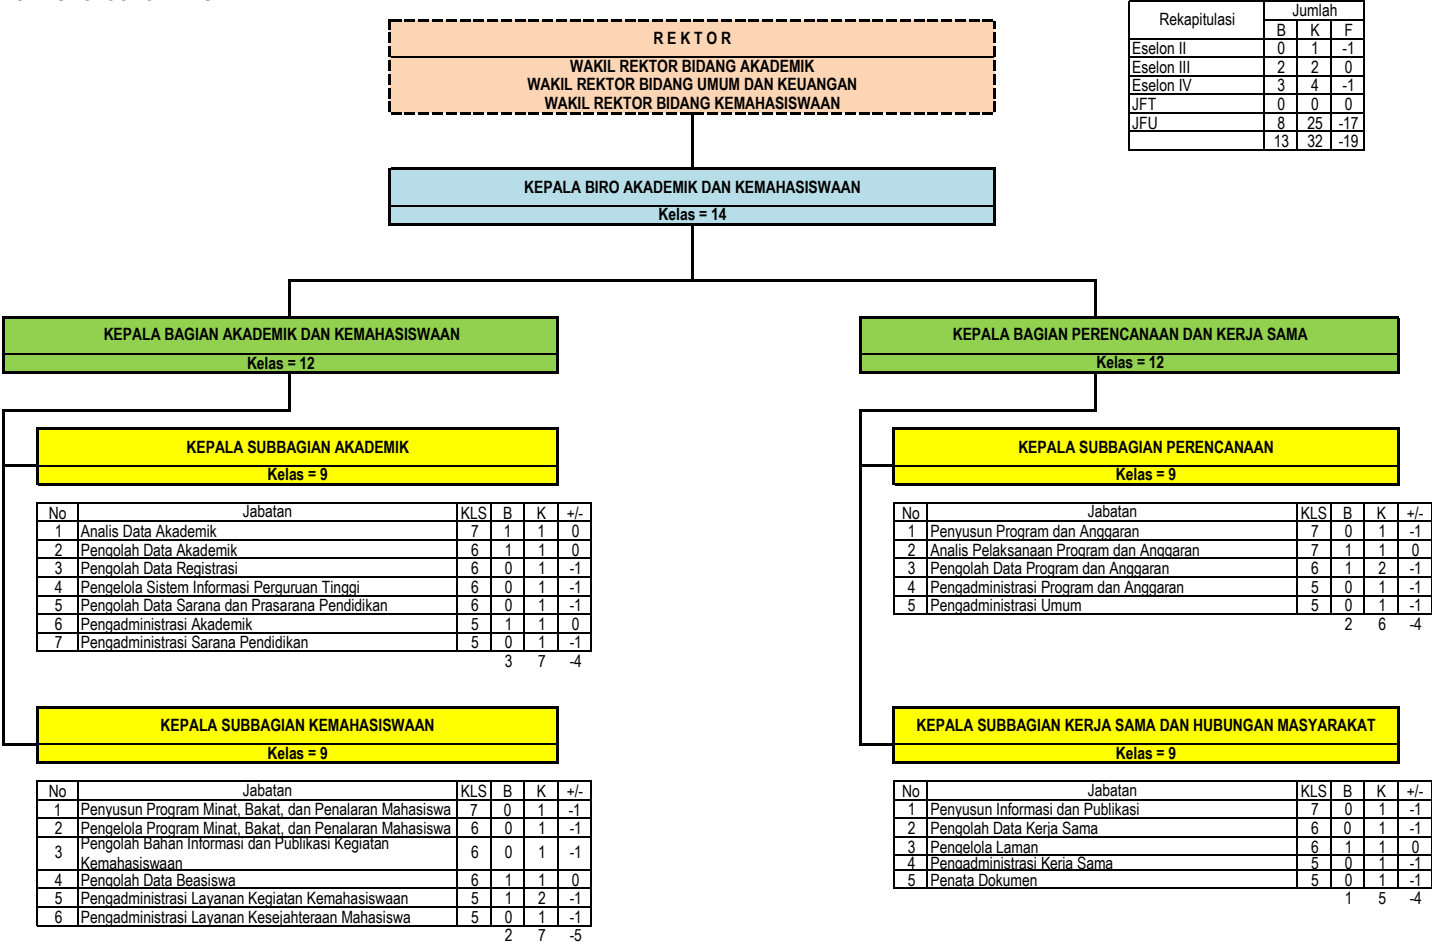 Rekapitulasi Jumlah
B K F
Eselon II 0 1 -1
Eselon III 2 2 0
Eselon IV 3 4 -1
JFT 0 0 0
JFU 8 25 -17
13 32 -19
R E K T O R
WAKIL REKTOR BIDANG AKADEMIK
WAKIL REKTOR BIDANG UMUM DAN KEUANGAN
WAKIL REKTOR BIDANG KEMAHASISWAAN
KEPALA BIRO AKADEMIK DAN KEMAHASISWAAN
Kelas = 14
KEPALA BAGIAN AKADEMIK DAN KEMAHASISWAAN
Kelas = 12
KEPALA SUBBAGIAN AKADEMIK
Kelas = 9
No Jabatan KLS B K +/-
1 Analis Data Akademik 7 1 1 0
2 Pengolah Data Akademik 6 1 1 0
3 Pengolah Data Registrasi 6 0 1 -1
4 Pengelola Sistem Informasi Perguruan Tinggi 6 0 1 -1
5 Pengolah Data Sarana dan Prasarana Pendidikan 6 0 1 -1
6 Pengadministrasi Akademik 5 1 1 0
7 Pengadministrasi Sarana Pendidikan 5 0 1 -1
3 7 -4
KEPALA SUBBAGIAN KEMAHASISWAAN
Kelas = 9
No Jabatan KLS B K +/-
1 Penyusun Program Minat, Bakat, dan Penalaran Mahasiswa 7 0 1 -1
2 Pengelola Program Minat, Bakat, dan Penalaran Mahasiswa 6 0 1 -1
3 Pengolah Bahan Informasi dan Publikasi Kegiatan
Kemahasiswaan 6 0 1 -1
4 Pengolah Data Beasiswa 6 1 1 0
5 Pengadministrasi Layanan Kegiatan Kemahasiswaan 5 1 2 -1
6 Pengadministrasi Layanan Kesejahteraan Mahasiswa 5 0 1 -1
2 7 -5
KEPALA BAGIAN PERENCANAAN DAN KERJA SAMA
Kelas = 12
KEPALA SUBBAGIAN PERENCANAAN
Kelas = 9
No Jabatan KLS B K +/-
1 Penyusun Program dan Anggaran 7 0 1 -1
2 Analis Pelaksanaan Program dan Anggaran 7 1 1 0
3 Pengolah Data Program dan Anggaran 6 1 2 -1
4 Pengadministrasi Program dan Anggaran 5 0 1 -1
5 Pengadministrasi Umum 5 0 1 -1
2 6 -4
KEPALA SUBBAGIAN KERJA SAMA DAN HUBUNGAN MASYARAKAT
Kelas = 9
No Jabatan KLS B K +/-
1 Penyusun Informasi dan Publikasi 7 0 1 -1
2 Pengolah Data Kerja Sama 6 0 1 -1
3 Pengelola Laman 6 1 1 0
4 Pengadministrasi Kerja Sama 5 0 1 -1
5 Penata Dokumen 5 0 1 -1
1 5 -4